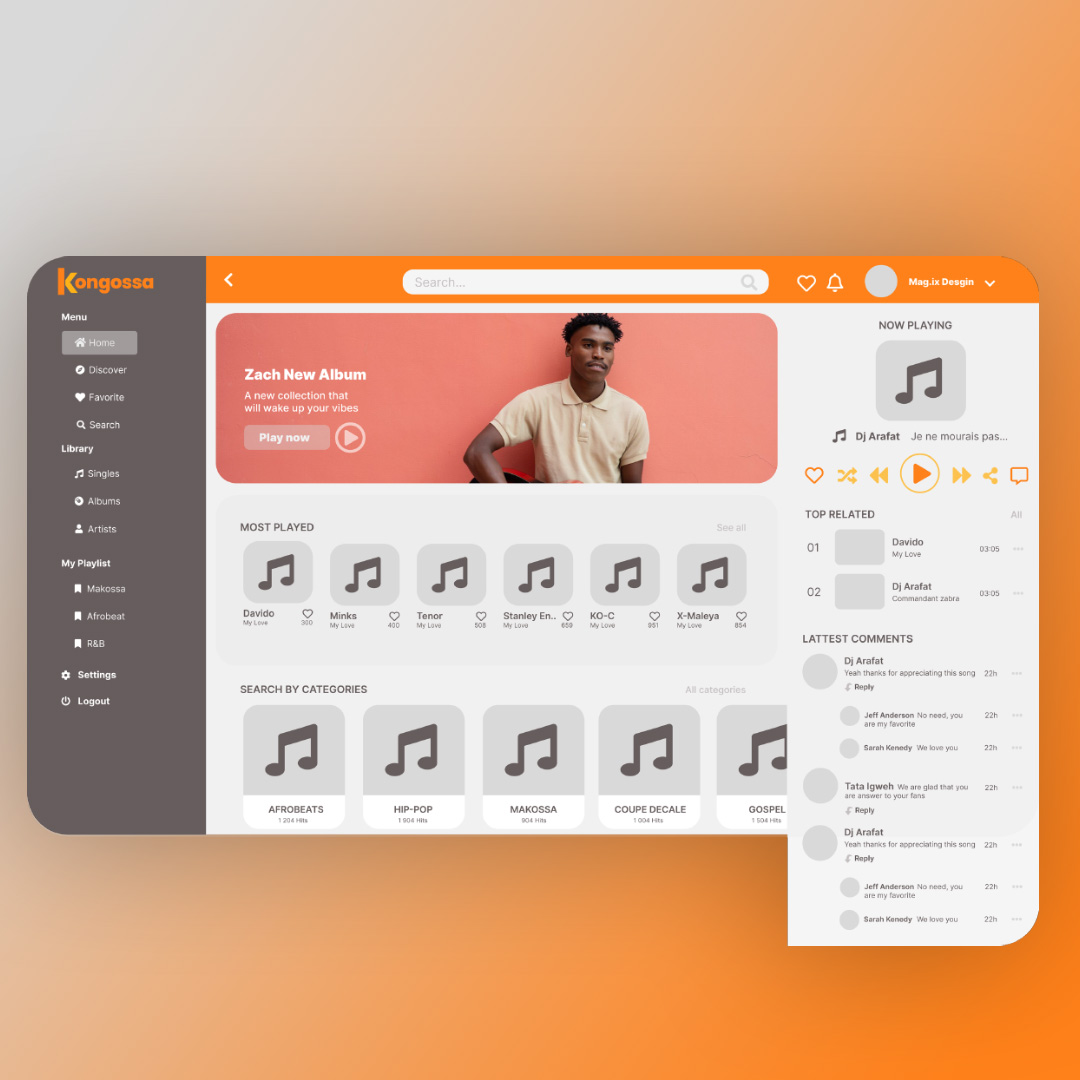 Kongossa
Menu
Home
Discover
Favorite
Search
Library
Singles
Albums
Artists
My Playlist
Makossa
Afrobeat
R&B
Settings
Logout
Search...
Mag.ix Desgin
Zach New Album
A new collection that
will wake up your vibes
Play now
MOST PLAYED
See all
Davido
My Love
300
Minks
My Love
400
Tenor
My Love
508
Stanley En..
My Love
659
KO-C
My Love
951
X-Maleya
My Love
854
SEARCH BY CATEGORIES
All categories
AFROBEATS
1 204 Hits
HIP-POP
1 904 Hits
MAKOSSA
904 Hits
COUPE DECALE
1 004 Hits
GOSPEL
1 504 Hits
NOW PLAYING
Dj Arafat Je ne mourais pas...
TOP RELATED
All
01
Davido
My Love
03:05
02
Dj Arafat
Commandant zabra
03:05
LATTEST COMMENTS
Dj Arafat
Yeah thanks for appreciating this song
22h
Reply
Jeff Anderson No need, you
are my favorite
22h
Sarah Kenedy We love you
22h
Tata Igweh We are glad that you
are answer to your fans
22h
Reply
Dj Arafat
Yeah thanks for appreciating this song
22h
Reply
Jeff Anderson No need, you
are my favorite
22h
Sarah Kenedy We love you
22h